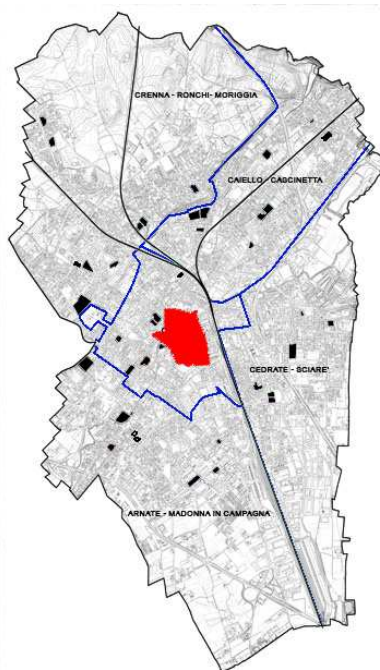 CRENNA - RONCHI- MORIGGIA
CAIELLO - CASCINETTA
CEDRATE - SCIARE'
ARNATE - MADONNA IN CAMPAGNA